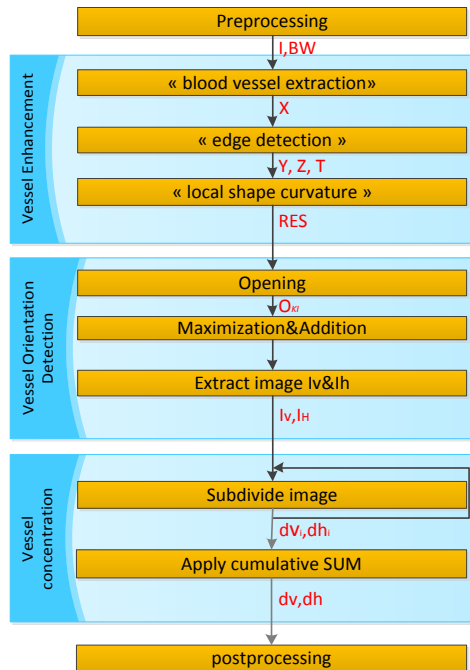 Preprocessing
I,BW
Vessel Enhancement
« blood vessel extraction»
X
« edge detection »
Y, Z, T
« local shape curvature »
RES
Vessel Orientation
Detection
Opening
OKI
Maximization&Addition
Extract image Iv&Ih
IV,IH
Vessel
concentration
Subdivide image
dvi,dhi
Apply cumulative SUM
dv,dh
postprocessing